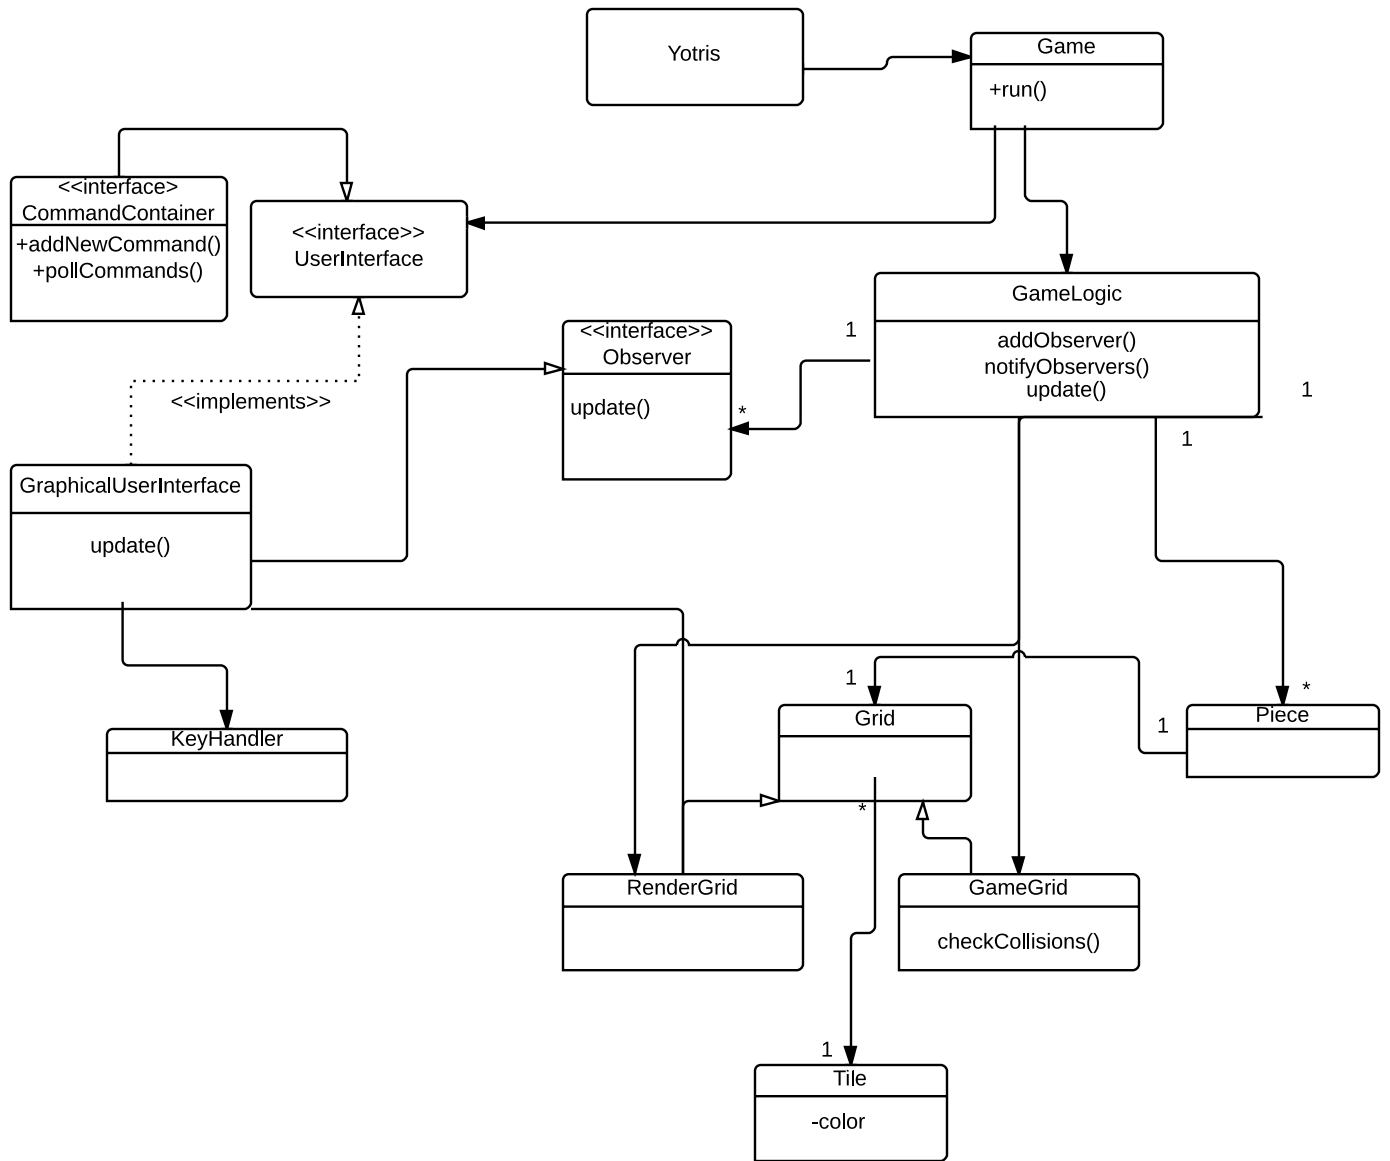 Yotris
Game
+run()
<<interface>
CommandContainer
+addNewCommand()
+pollCommands()
<<interface>>
UserInterface
GameLogic
addObserver()
notifyObservers()
update()
1
<<interface>>
Observer
update()
*
1
1
<<implements>>
GraphicalUserInterface
update()
KeyHandler
1
Grid
*
1
*
Piece
RenderGrid
GameGrid
checkCollisions()
1
Tile
-color